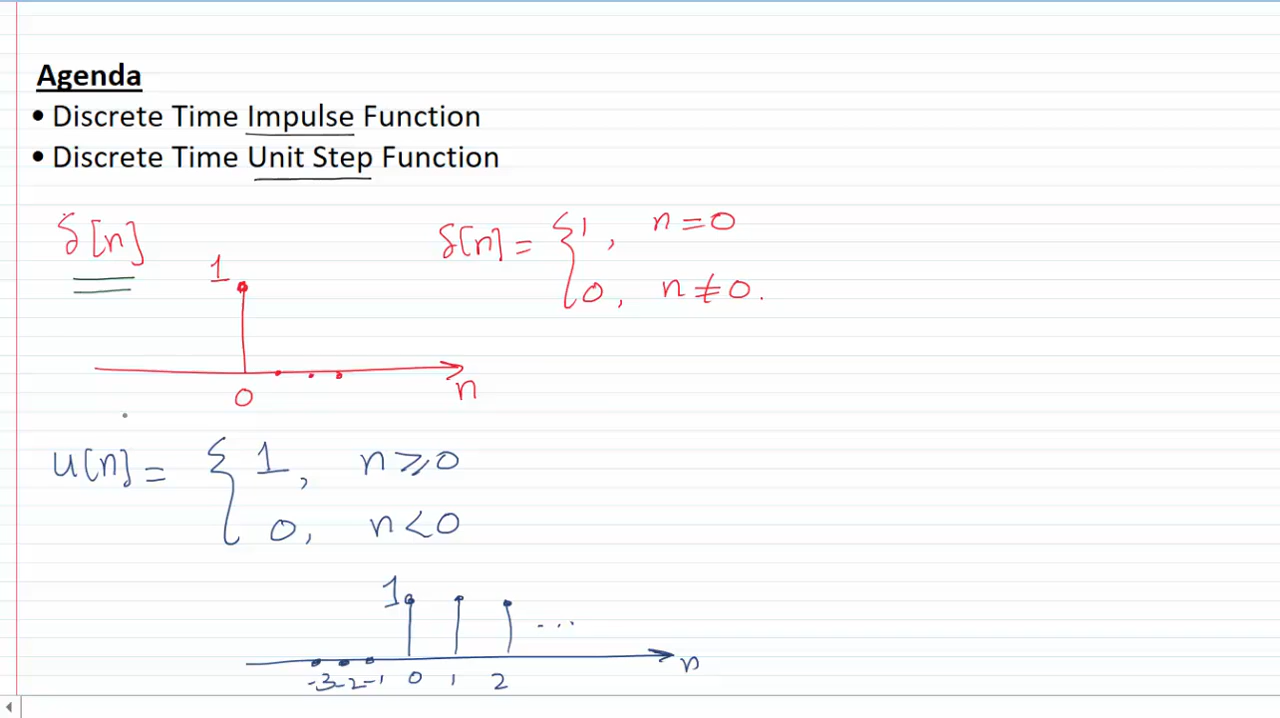 Agenda
• Discrete Time Impulse Function
• Discrete Time Unit Step Function
δ[n]
δ[n] = { 1, n = 0
0, n ≠ 0.
1
0
n
u[n] = { 1, n ≥ 0
0, n < 0
1
...
n
-3 -2 -1 0 1 2